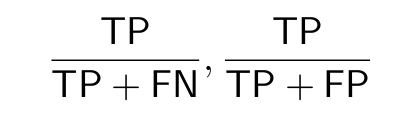 TP/(TP + FN), TP/(TP + FP)